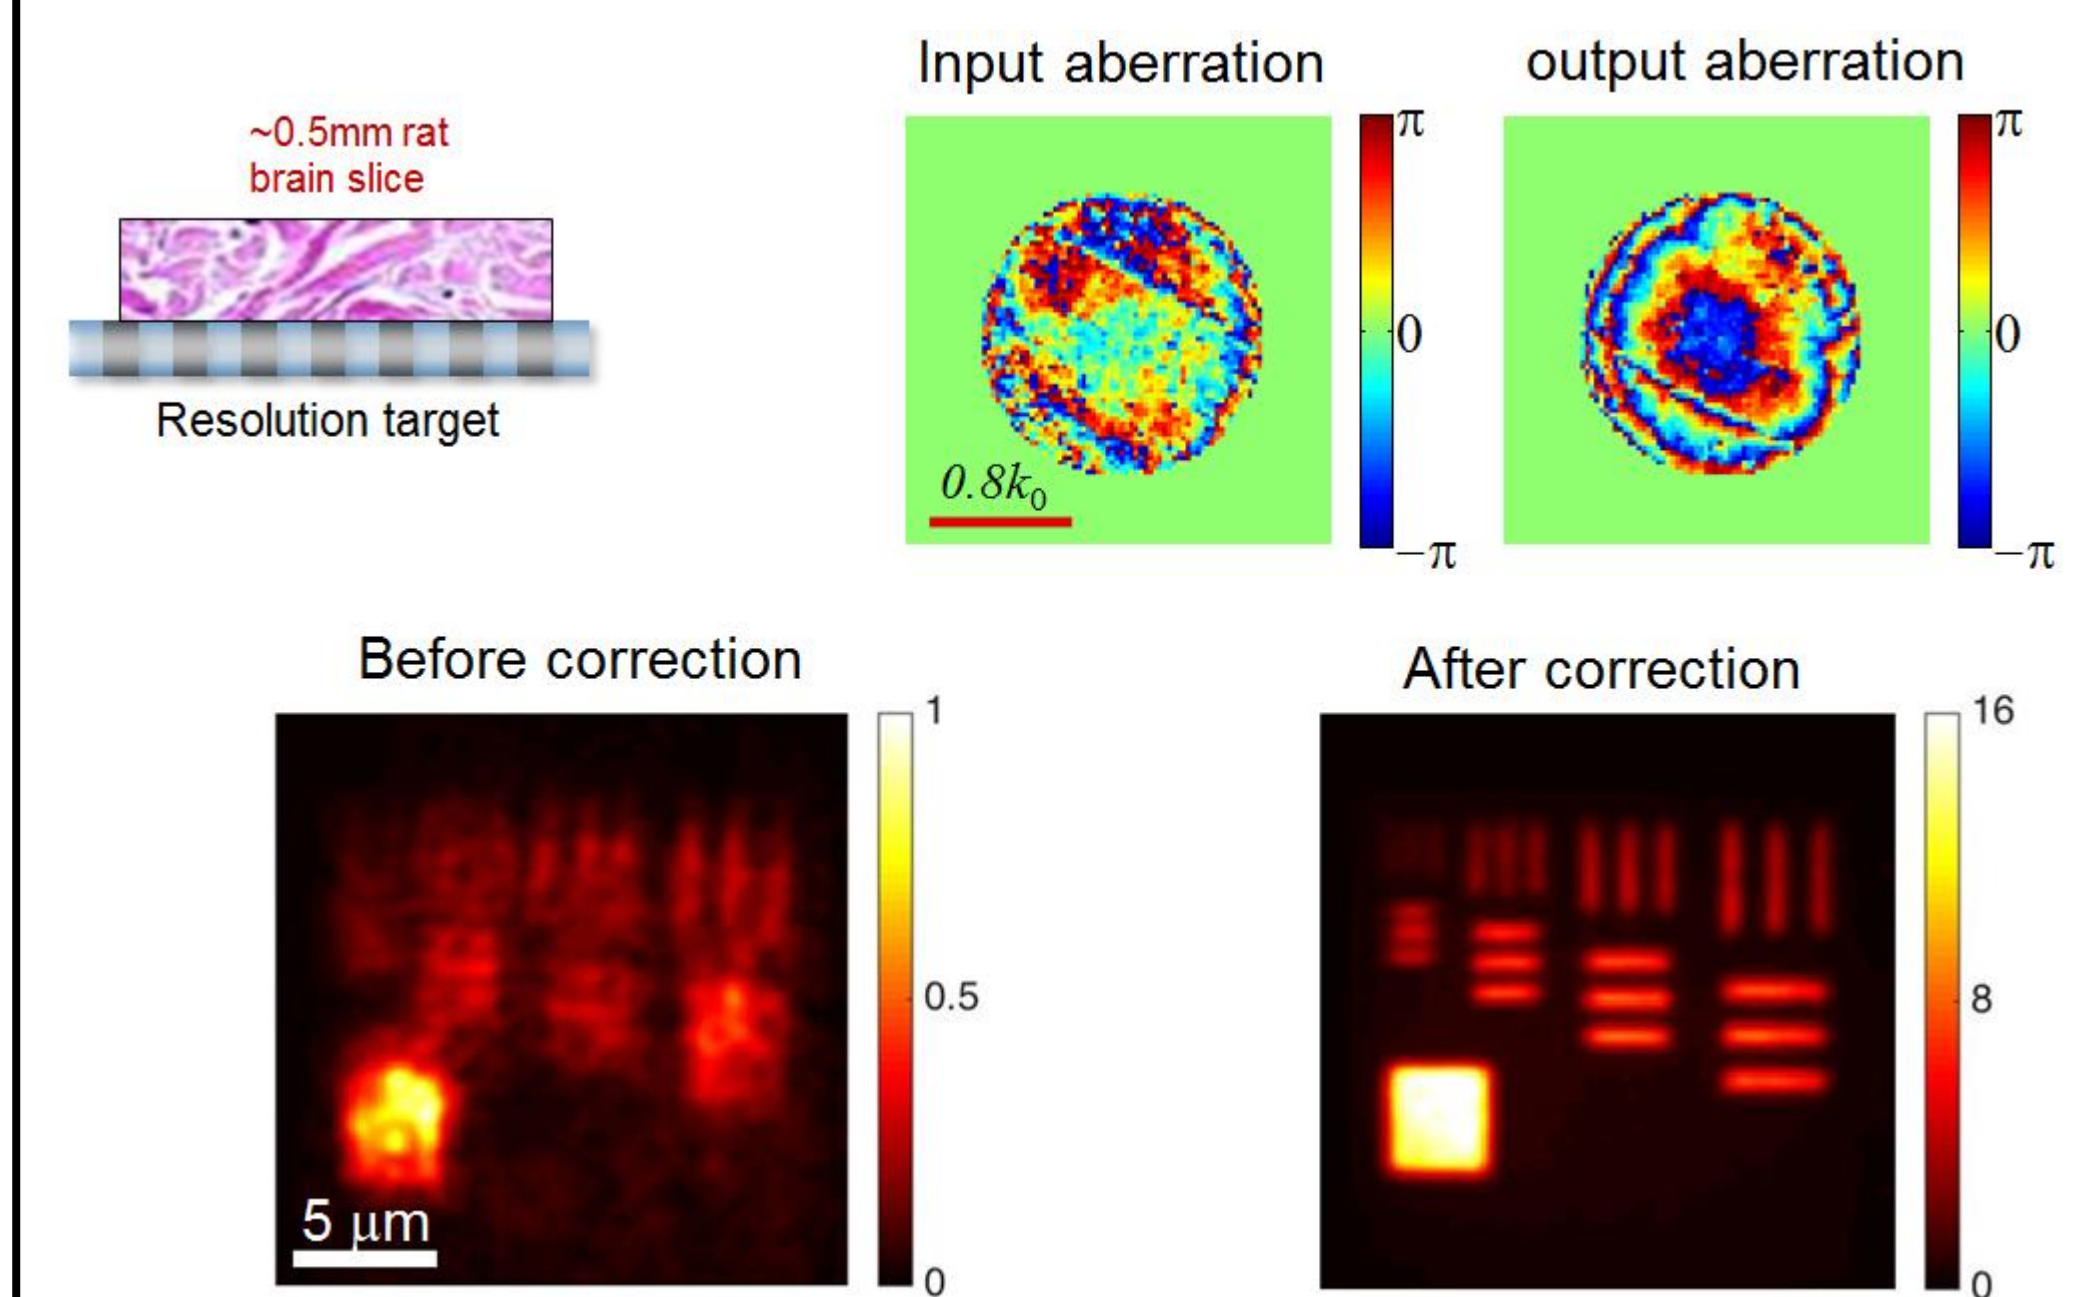 ~0.5mm rat
brain slice
Resolution target
Input aberration
π
0
−π
0.8k₀
output aberration
π
0
−π
Before correction
1
0.5
0
5 μm
After correction
16
8
0